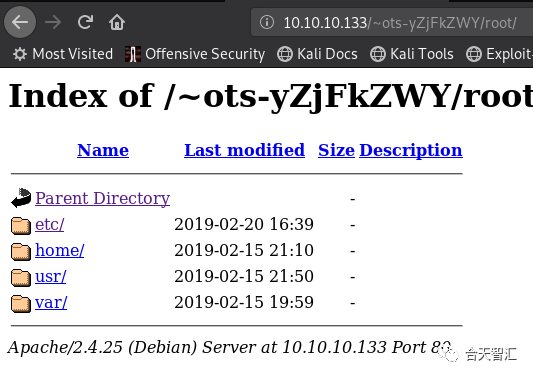 10.10.10.133/~ots-yZjFkZWY/root/
Most Visited Offensive Security Kali Docs Kali Tools Exploit-
Index of /~ots-yZjFkZWY/root
Name Last modified Size Description
Parent Directory -
etc/ 2019-02-20 16:39 -
home/ 2019-02-15 21:10 -
usr/ 2019-02-15 21:50 -
var/ 2019-02-15 19:59 -
Apache/2.4.25 (Debian) Server at 10.10.10.133 Port 80
合天智汇